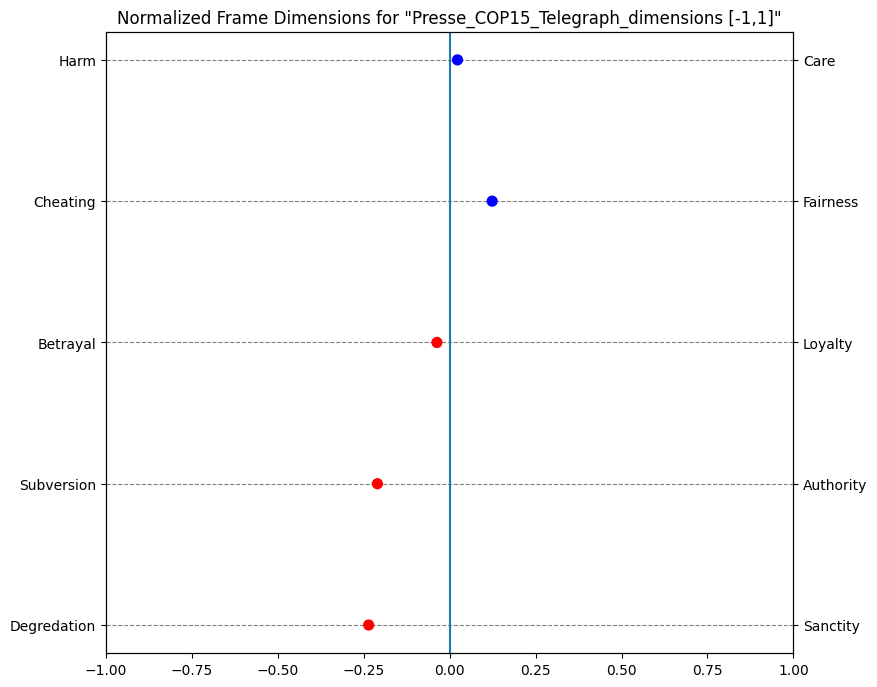 Normalized Frame Dimensions for "Presse_COP15_Telegraph_dimensions [-1,1]"
Harm Care
Cheating Fairness
Betrayal Loyalty
Subversion Authority
Degredation Sanctity
−1.00 −0.75 −0.50 −0.25 0.00 0.25 0.50 0.75 1.00